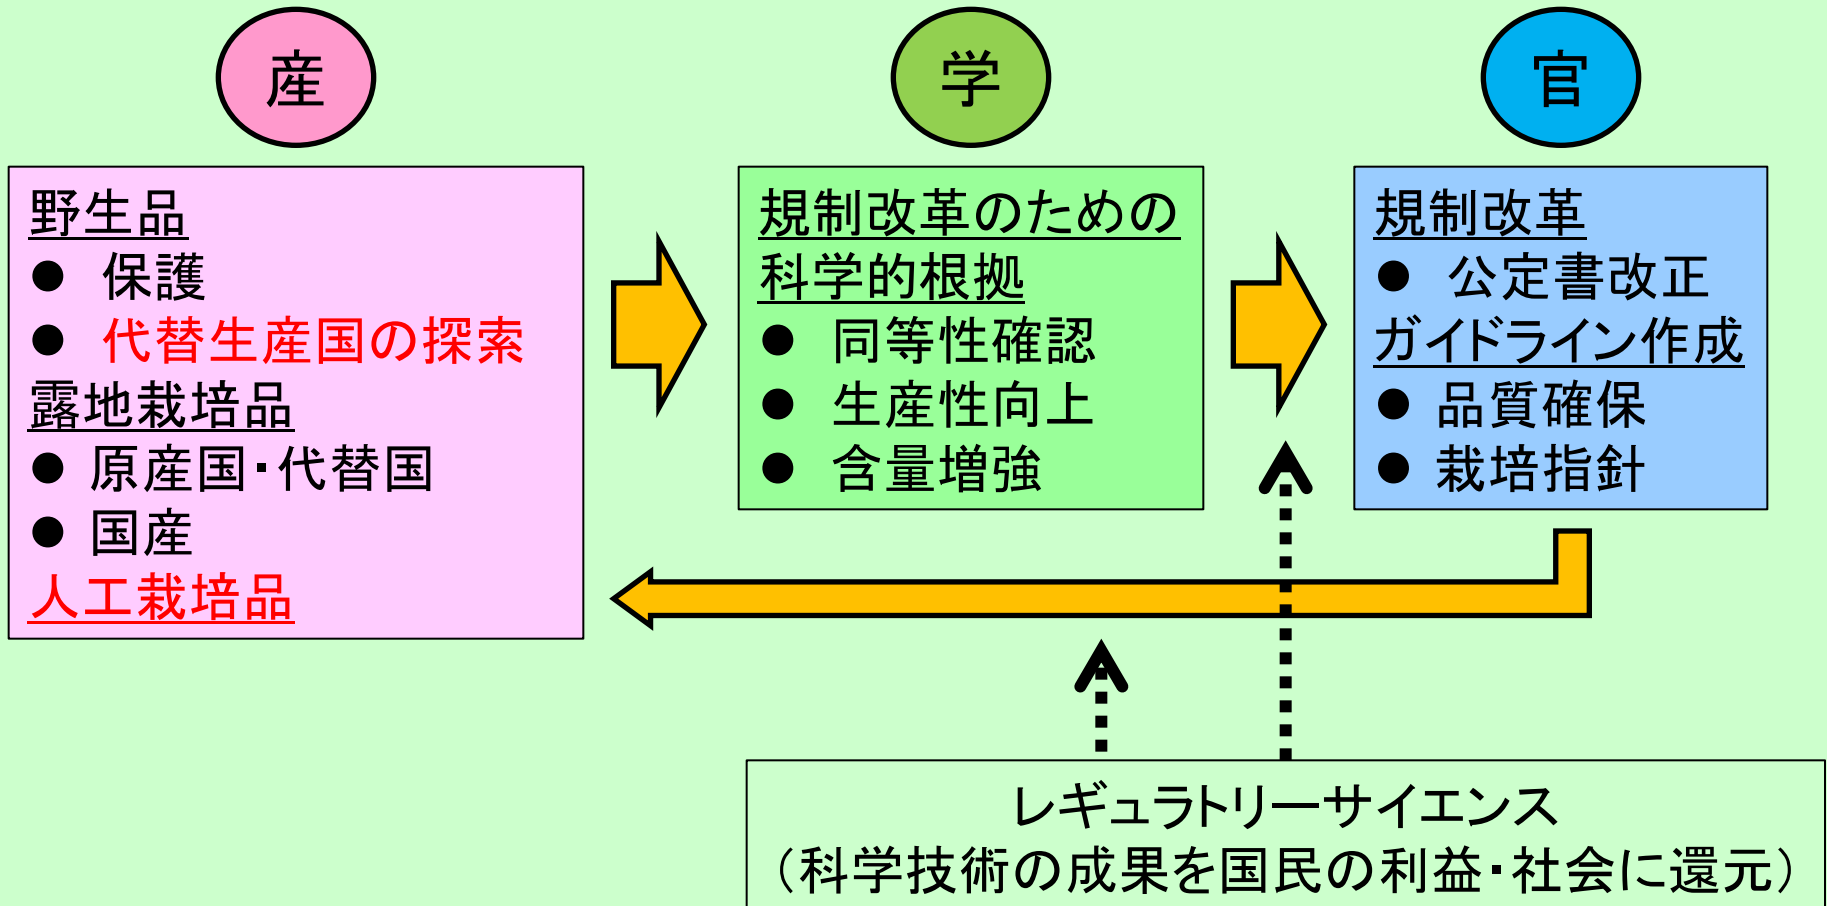 産
学
官
野生品
● 保護
● 代替生産国の探索
露地栽培品
● 原産国・代替国
● 国産
人工栽培品
規制改革のための
科学的根拠
● 同等性確認
● 生産性向上
● 含量増強
規制改革
● 公定書改正
ガイドライン作成
● 品質確保
● 栽培指針
レギュラトリーサイエンス
（科学技術の成果を国民の利益・社会に還元）